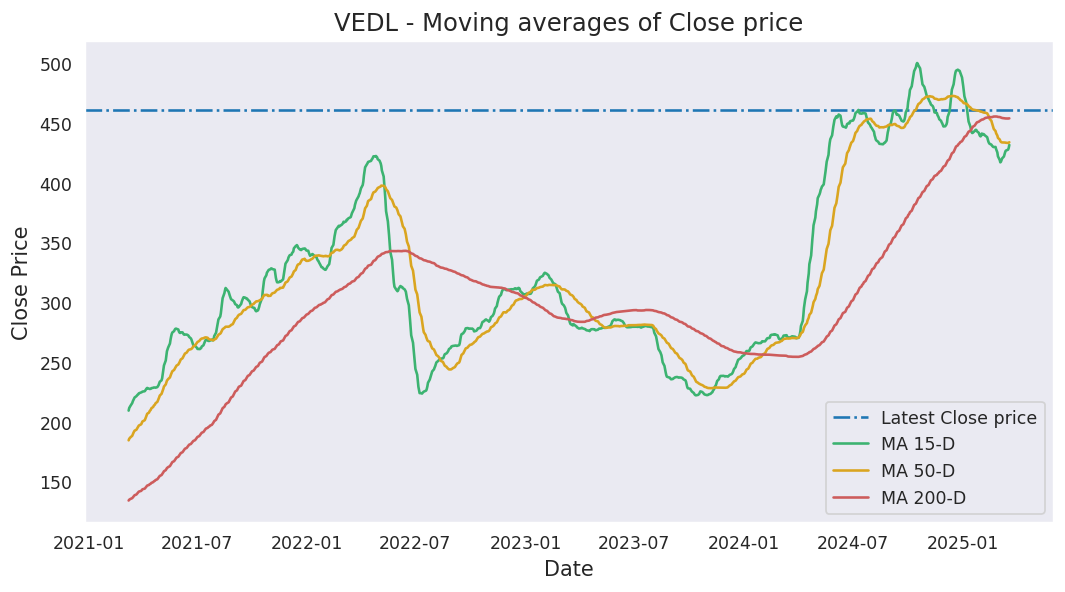 VEDL - Moving averages of Close price
Close Price
500
450
400
350
300
250
200
150
2021-01
2021-07
2022-01
2022-07
2023-01
2023-07
2024-01
2024-07
2025-01
Date
Latest Close price
MA 15-D
MA 50-D
MA 200-D